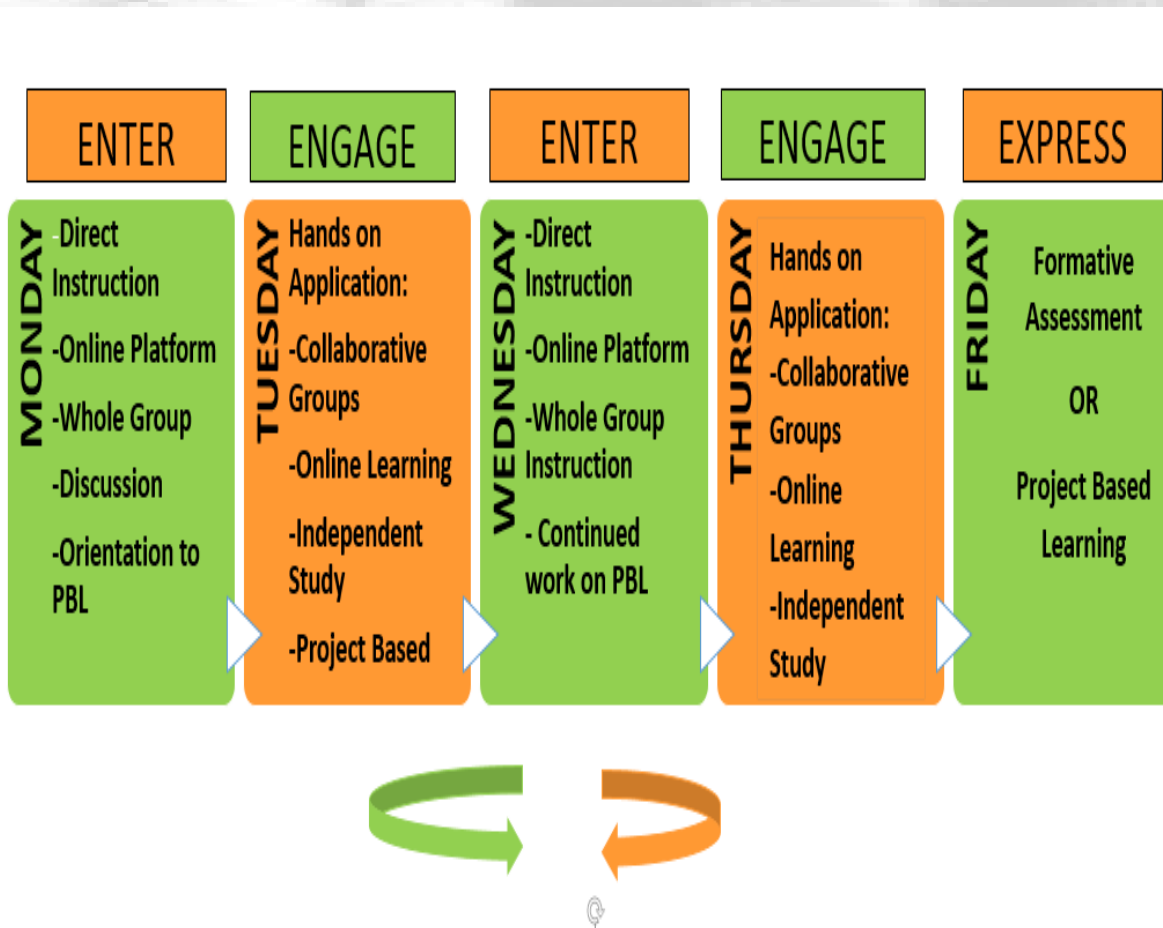 ENTER
ENGAGE
ENTER
ENGAGE
EXPRESS
MONDAY
-Direct
Instruction
-Online Platform
-Whole Group
-Discussion
-Orientation to
PBL
TUESDAY
Hands on
Application:
-Collaborative
Groups
-Online Learning
-Independent
Study
-Project Based
WEDNESDAY
-Direct
Instruction
-Online Platform
-Whole Group
Instruction
- Continued
work on PBL
THURSDAY
Hands on
Application:
-Collaborative
Groups
-Online
Learning
-Independent
Study
FRIDAY
Formative
Assessment
OR
Project Based
Learning